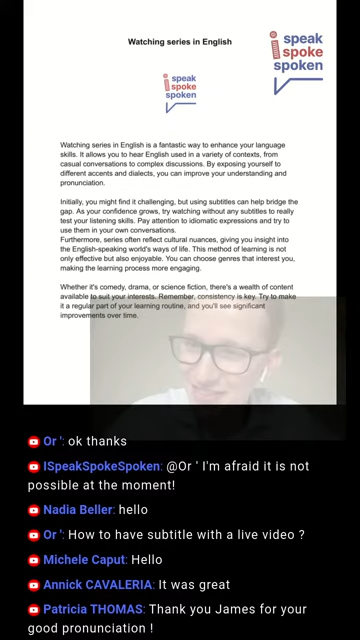 Watching series in English
i speak
spoke
spoken
i speak
spoke
spoken
Watching series in English is a fantastic way to enhance your language
skills. It allows you to hear English used in a variety of contexts, from
casual conversations to complex discussions. By exposing yourself to
different accents and dialects, you can improve your understanding and
pronunciation.
Initially, you might find it challenging, but using subtitles can help bridge the
gap. As your confidence grows, try watching without any subtitles to really
test your listening skills. Pay attention to idiomatic expressions and try to
use them in your own conversations.
Furthermore, series often reflect cultural nuances, giving you insight into
the English-speaking world's ways of life. This method of learning is not
only effective but also enjoyable. You can choose genres that interest you,
making the learning process more engaging.
Whether it's comedy, drama, or science fiction, there's a wealth of content
available to suit your interests. Remember, consistency is key. Try to make
it a regular part of your learning routine, and you'll see significant
improvements over time.
Or ': ok thanks
ISpeakSpokeSpoken: @Or ' I'm afraid it is not
possible at the moment!
Nadia Beller: hello
Or ': How to have subtitle with a live video ?
Michele Caput: Hello
Annick CAVALERIA: It was great
Patricia THOMAS: Thank you James for your
good pronunciation !